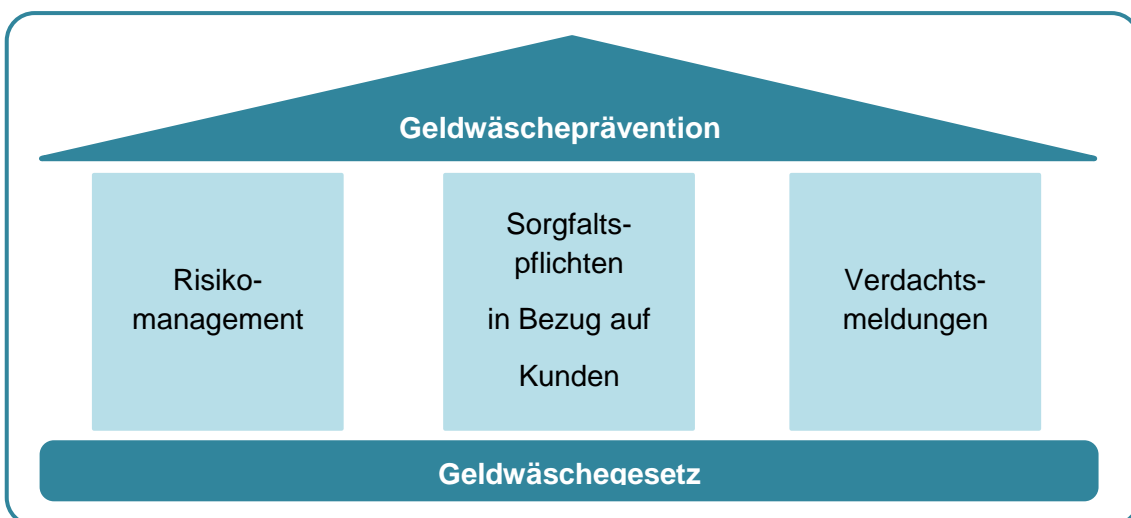 Geldwäscheprävention
Risiko-
management
Sorgfalts-
pflichten
in Bezug auf
Kunden
Verdachts-
meldungen
Geldwäschegesetz